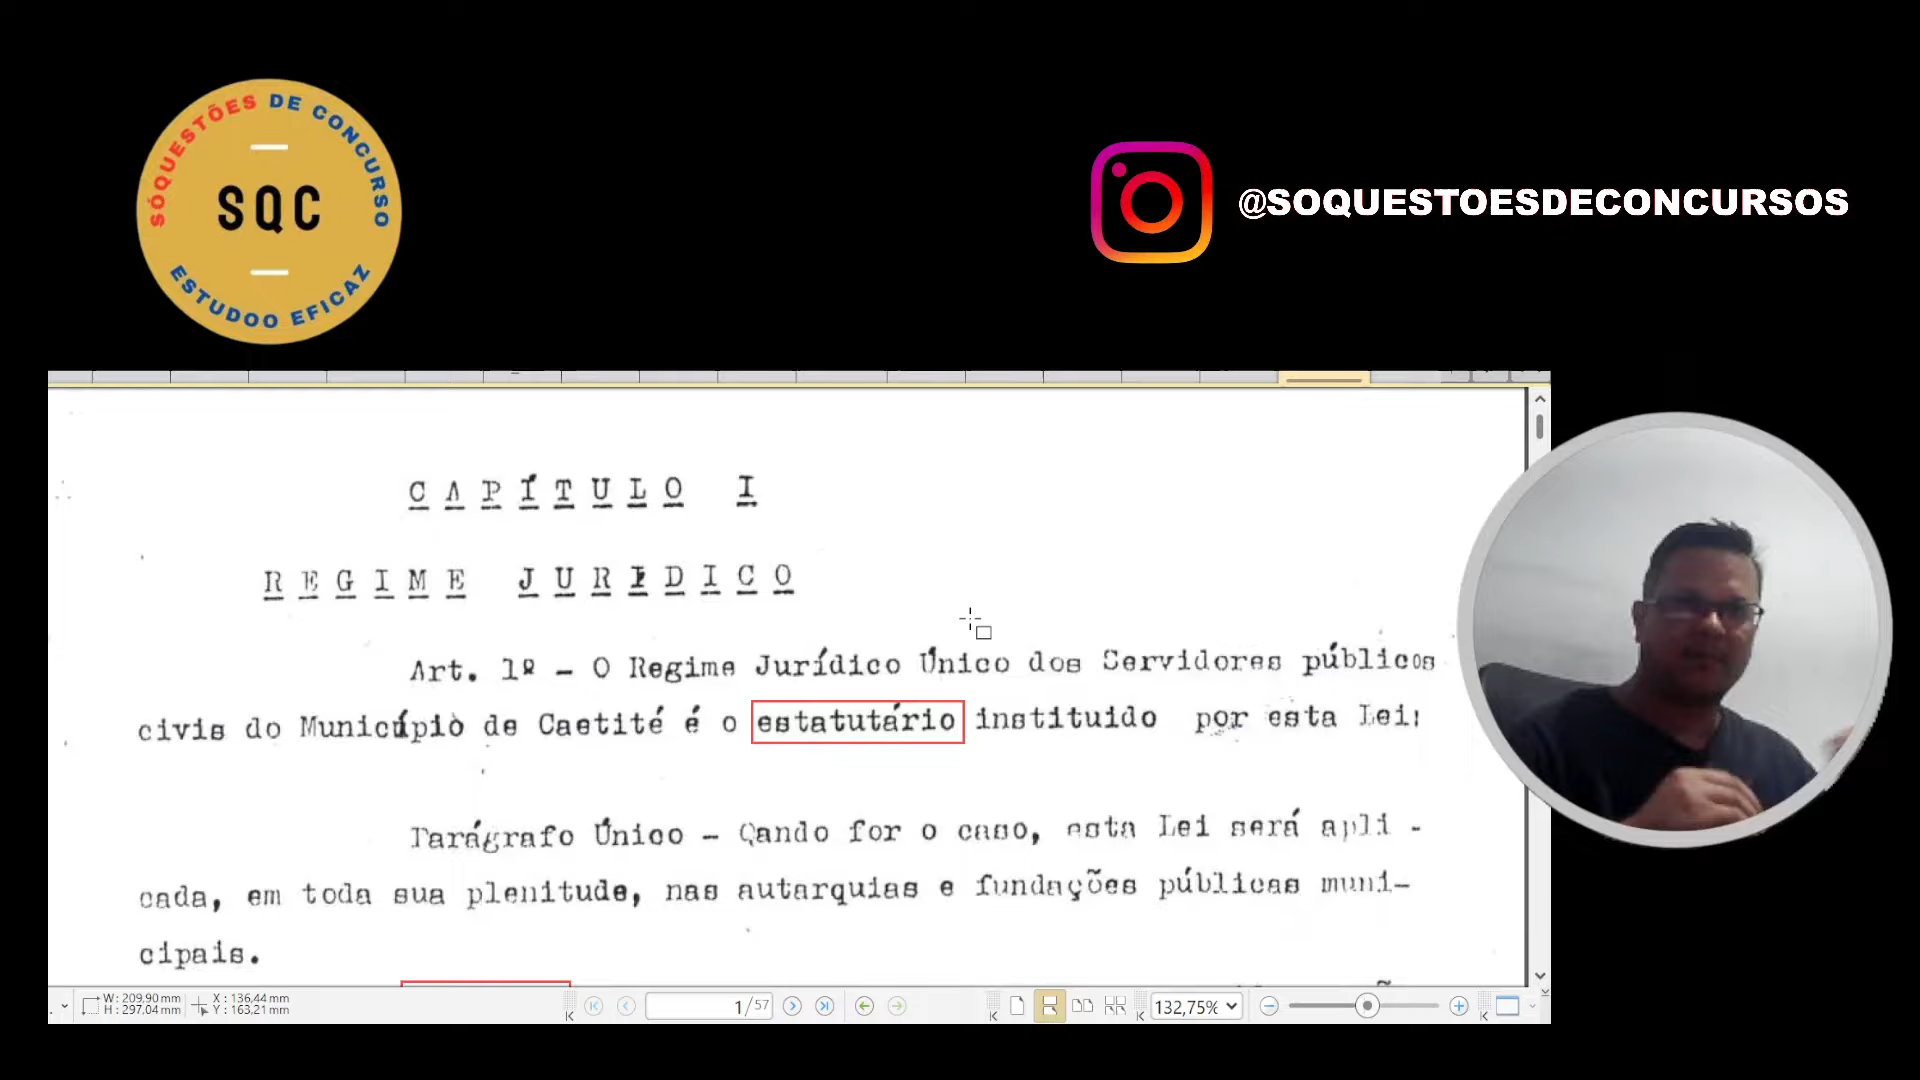 SÓQUESTÕES DE CONCURSO
SQC
ESTUDOO EFICAZ
@SOQUESTOESDECONCURSOS
CAPÍTULO I
REGIME JURIDICO
Art. 1º - O Regime Jurídico Único dos Servidores públicos
civis do Município de Caetité é o estatutário instituido por esta Lei:
Parágrafo Único - Qando for o caso, esta Lei será apli -
cada, em toda sua plenitude, nas autarquias e fundações públicas muni-
cipais.
W: 209,90 mm
H: 297,04 mm
X: 136,44 mm
Y: 163,21 mm
1/57
132,75%